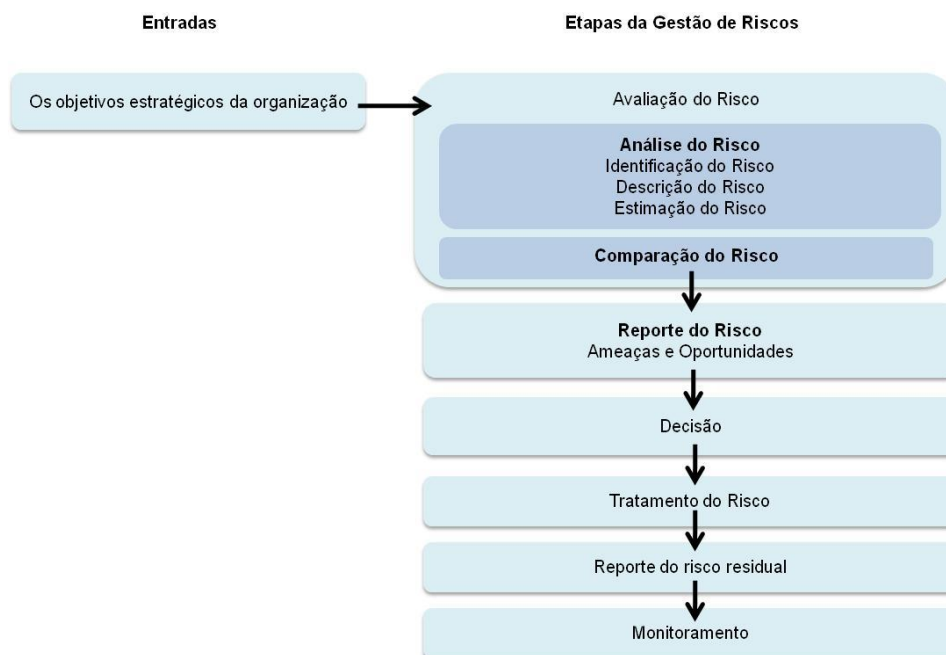 Entradas
Etapas da Gestão de Riscos
Os objetivos estratégicos da organização
Avaliação do Risco
Análise do Risco
Identificação do Risco
Descrição do Risco
Estimação do Risco
Comparação do Risco
Reporte do Risco
Ameaças e Oportunidades
Decisão
Tratamento do Risco
Reporte do risco residual
Monitoramento